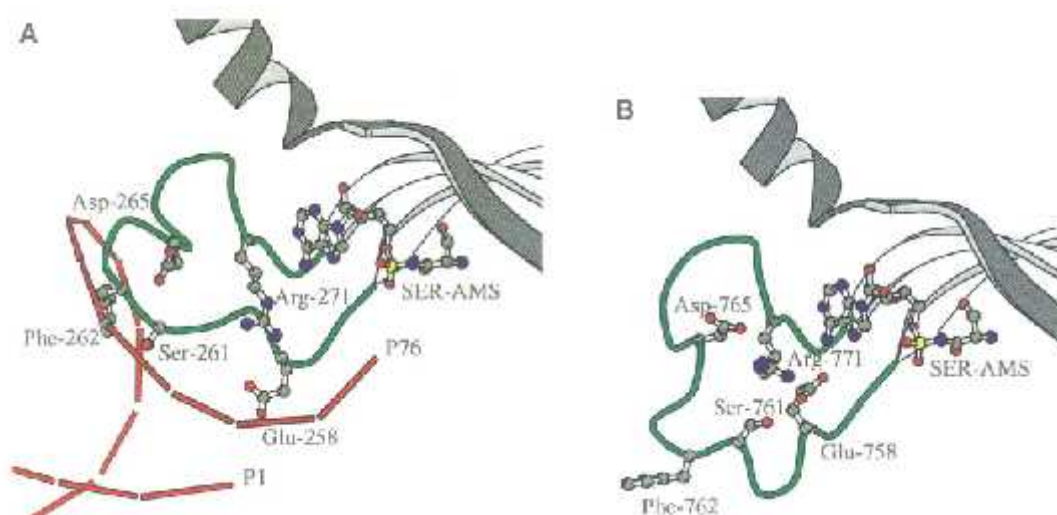 A
Asp-265
Arg-271
SER-AMS
Phe-262
Ser-261
P76
Glu-258
P1
B
Asp-765
Arg-771
SER-AMS
Ser-761
Glu-758
Phe-762